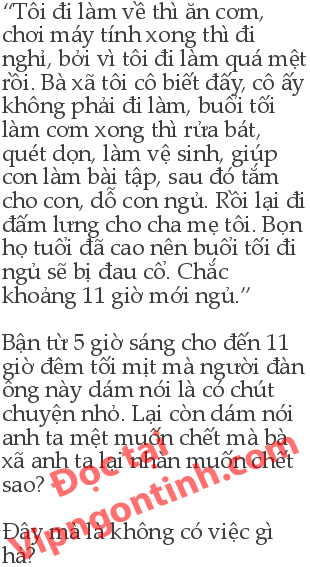 “Tôi đi làm về thì ăn cơm,
chơi máy tính xong thì đi
nghỉ, bởi vì tôi đi làm quá mệt
rồi. Bà xã tôi cô biết đấy, cô ấy
không phải đi làm, buổi tối
làm cơm xong thì rửa bát,
quét dọn, làm vệ sinh, giúp
con làm bài tập, sau đó tắm
cho con, dỗ con ngủ. Rồi lại đi
đấm lưng cho cha mẹ tôi. Bọn
họ tuổi đã cao nên buổi tối đi
ngủ sẽ bị đau cổ. Chắc
khoảng 11 giờ mới ngủ.”
Bận từ 5 giờ sáng cho đến 11
giờ đêm tối mịt mà người đàn
ông này dám nói là có chút
chuyện nhỏ. Lại còn dám nói
anh ta mệt muốn chết mà bà
xã anh ta lại nhàn muốn chết
sao?
Đọc tại
Vipngontinh.com
Đây mà là không có việc gì
hả?